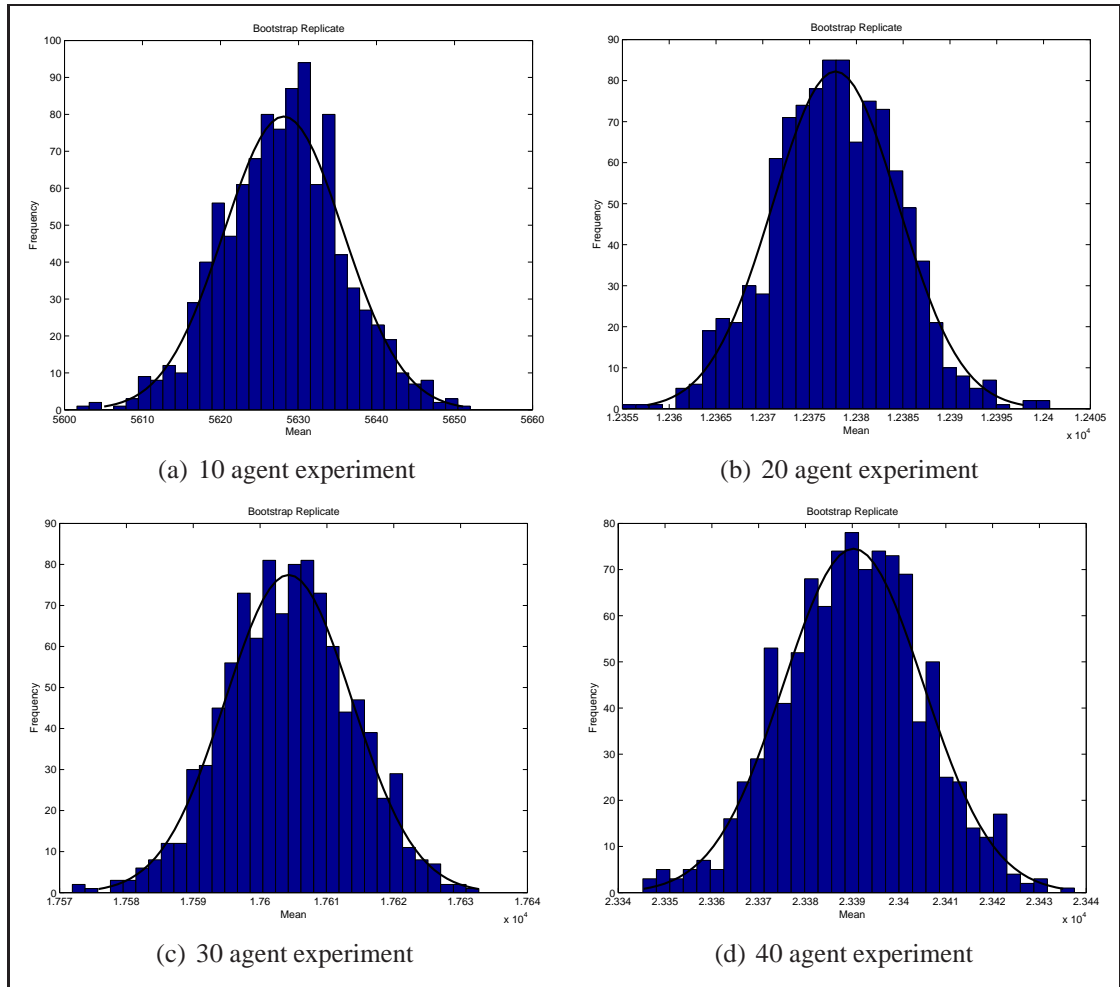 Bootstrap Replicate
100
90
80
70
60
50
40
30
20
10
0
Frequency
5600 5610 5620 5630 5640 5650 5660
Mean
(a) 10 agent experiment
Bootstrap Replicate
90
80
70
60
50
40
30
20
10
0
Frequency
1.2355 1.236 1.2365 1.237 1.2375 1.238 1.2385 1.239 1.2395 1.24 1.2405
Mean
x 10^4
(b) 20 agent experiment
Bootstrap Replicate
90
80
70
60
50
40
30
20
10
0
Frequency
1.757 1.758 1.759 1.76 1.761 1.762 1.763 1.764
Mean
x 10^4
(c) 30 agent experiment
Bootstrap Replicate
80
70
60
50
40
30
20
10
0
Frequency
2.334 2.335 2.336 2.337 2.338 2.339 2.34 2.341 2.342 2.343 2.344
Mean
x 10^4
(d) 40 agent experiment